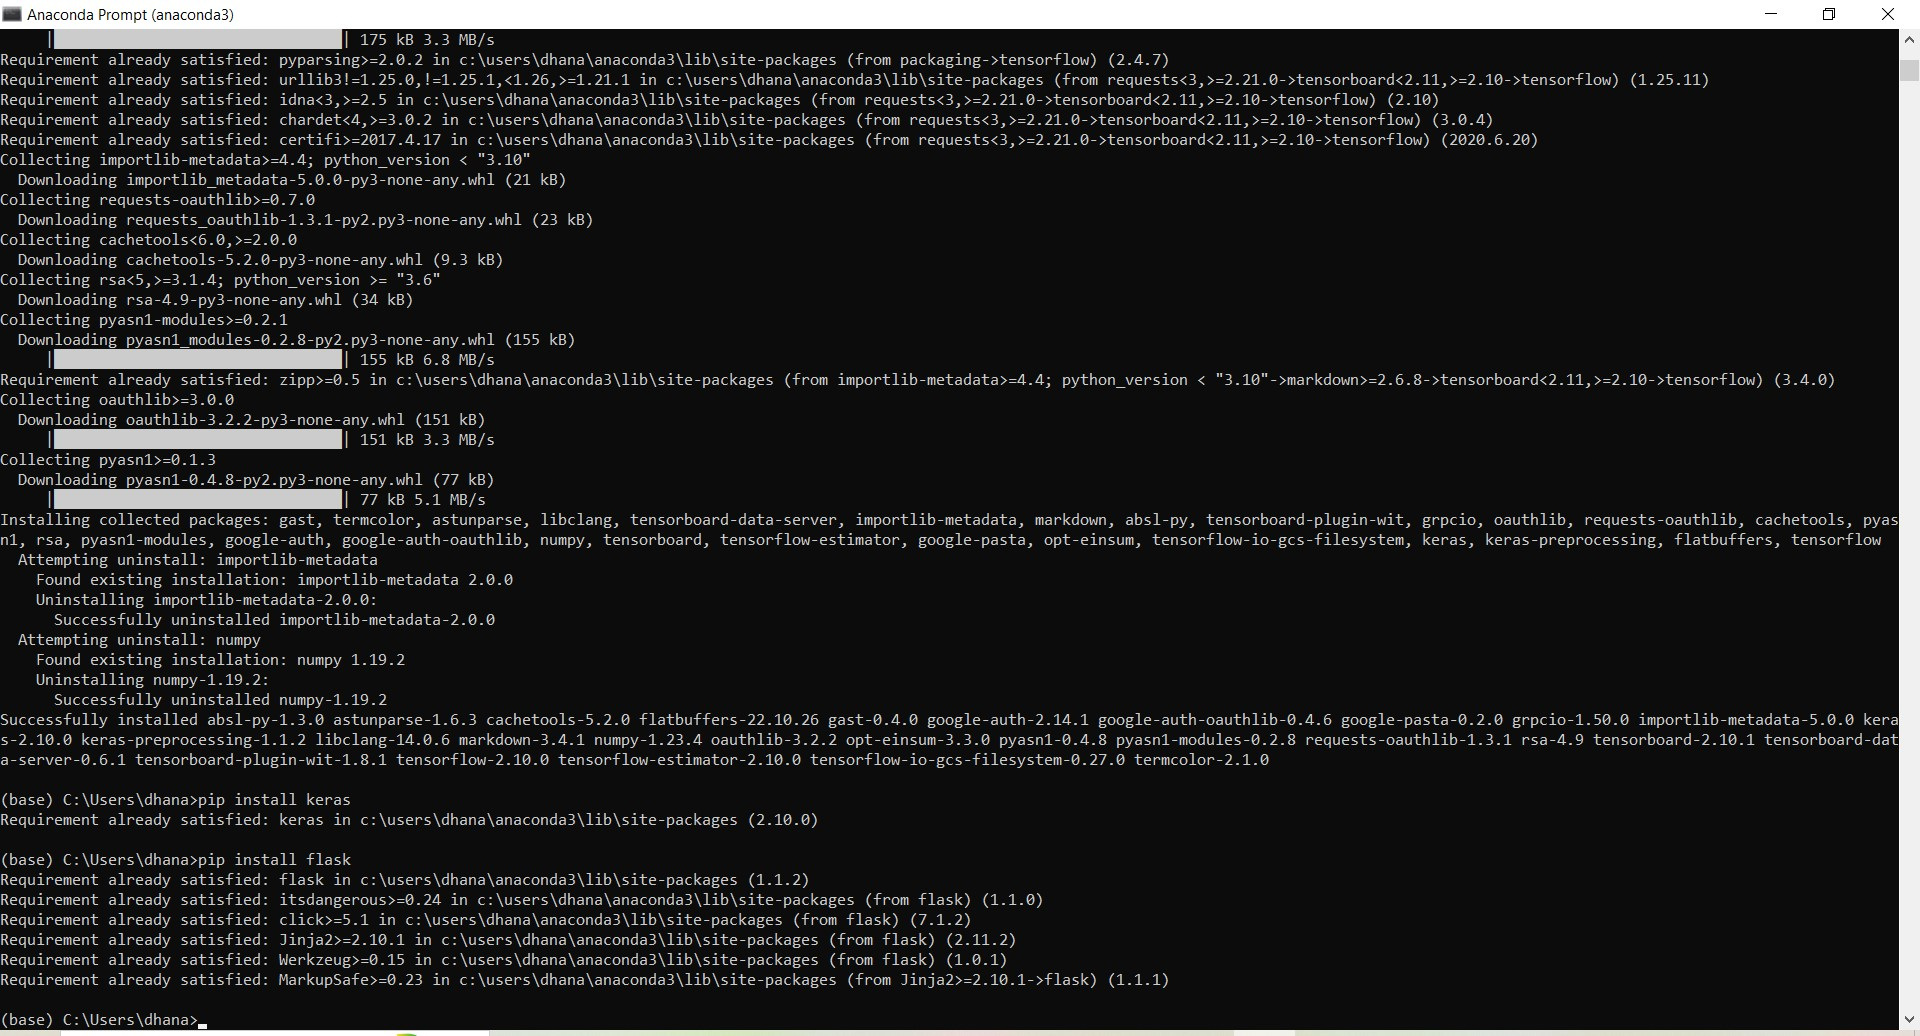 Anaconda Prompt (anaconda3)
| 175 kB 3.3 MB/s
Requirement already satisfied: pyparsing>=2.0.2 in c:\users\dhana\anaconda3\lib\site-packages (from packaging->tensorflow) (2.4.7)
Requirement already satisfied: urllib3!=1.25.0,!=1.25.1,<1.26,>=1.21.1 in c:\users\dhana\anaconda3\lib\site-packages (from requests<3,>=2.21.0->tensorboard<2.11,>=2.10->tensorflow) (1.25.11)
Requirement already satisfied: idna<3,>=2.5 in c:\users\dhana\anaconda3\lib\site-packages (from requests<3,>=2.21.0->tensorboard<2.11,>=2.10->tensorflow) (2.10)
Requirement already satisfied: chardet<4,>=3.0.2 in c:\users\dhana\anaconda3\lib\site-packages (from requests<3,>=2.21.0->tensorboard<2.11,>=2.10->tensorflow) (3.0.4)
Requirement already satisfied: certifi>=2017.4.17 in c:\users\dhana\anaconda3\lib\site-packages (from requests<3,>=2.21.0->tensorboard<2.11,>=2.10->tensorflow) (2020.6.20)
Collecting importlib-metadata>=4.4; python_version < "3.10"
  Downloading importlib_metadata-5.0.0-py3-none-any.whl (21 kB)
Collecting requests-oauthlib>=0.7.0
  Downloading requests_oauthlib-1.3.1-py2.py3-none-any.whl (23 kB)
Collecting cachetools<6.0,>=2.0.0
  Downloading cachetools-5.2.0-py3-none-any.whl (9.3 kB)
Collecting rsa<5,>=3.1.4; python_version >= "3.6"
  Downloading rsa-4.9-py3-none-any.whl (34 kB)
Collecting pyasn1-modules>=0.2.1
  Downloading pyasn1_modules-0.2.8-py2.py3-none-any.whl (155 kB)
| 155 kB 6.8 MB/s
Requirement already satisfied: zipp>=0.5 in c:\users\dhana\anaconda3\lib\site-packages (from importlib-metadata>=4.4; python_version < "3.10"->markdown>=2.6.8->tensorboard<2.11,>=2.10->tensorflow) (3.4.0)
Collecting oauthlib>=3.0.0
  Downloading oauthlib-3.2.2-py3-none-any.whl (151 kB)
| 151 kB 3.3 MB/s
Collecting pyasn1>=0.1.3
  Downloading pyasn1-0.4.8-py2.py3-none-any.whl (77 kB)
| 77 kB 5.1 MB/s
Installing collected packages: gast, termcolor, astunparse, libclang, tensorboard-data-server, importlib-metadata, markdown, absl-py, tensorboard-plugin-wit, grpcio, oauthlib, requests-oauthlib, cachetools, pyas
n1, rsa, pyasn1-modules, google-auth, google-auth-oauthlib, numpy, tensorboard, tensorflow-estimator, google-pasta, opt-einsum, tensorflow-io-gcs-filesystem, keras, keras-preprocessing, flatbuffers, tensorflow
  Attempting uninstall: importlib-metadata
    Found existing installation: importlib-metadata 2.0.0
    Uninstalling importlib-metadata-2.0.0:
      Successfully uninstalled importlib-metadata-2.0.0
  Attempting uninstall: numpy
    Found existing installation: numpy 1.19.2
    Uninstalling numpy-1.19.2:
      Successfully uninstalled numpy-1.19.2
Successfully installed absl-py-1.3.0 astunparse-1.6.3 cachetools-5.2.0 flatbuffers-22.10.26 gast-0.4.0 google-auth-2.14.1 google-auth-oauthlib-0.4.6 google-pasta-0.2.0 grpcio-1.50.0 importlib-metadata-5.0.0 kera
s-2.10.0 keras-preprocessing-1.1.2 libclang-14.0.6 markdown-3.4.1 numpy-1.23.4 oauthlib-3.2.2 opt-einsum-3.3.0 pyasn1-0.4.8 pyasn1-modules-0.2.8 requests-oauthlib-1.3.1 rsa-4.9 tensorboard-2.10.1 tensorboard-dat
a-server-0.6.1 tensorboard-plugin-wit-1.8.1 tensorflow-2.10.0 tensorflow-estimator-2.10.0 tensorflow-io-gcs-filesystem-0.27.0 termcolor-2.1.0
(base) C:\Users\dhana>pip install keras
Requirement already satisfied: keras in c:\users\dhana\anaconda3\lib\site-packages (2.10.0)
(base) C:\Users\dhana>pip install flask
Requirement already satisfied: flask in c:\users\dhana\anaconda3\lib\site-packages (1.1.2)
Requirement already satisfied: itsdangerous>=0.24 in c:\users\dhana\anaconda3\lib\site-packages (from flask) (1.1.0)
Requirement already satisfied: click>=5.1 in c:\users\dhana\anaconda3\lib\site-packages (from flask) (7.1.2)
Requirement already satisfied: Jinja2>=2.10.1 in c:\users\dhana\anaconda3\lib\site-packages (from flask) (2.11.2)
Requirement already satisfied: Werkzeug>=0.15 in c:\users\dhana\anaconda3\lib\site-packages (from flask) (1.0.1)
Requirement already satisfied: MarkupSafe>=0.23 in c:\users\dhana\anaconda3\lib\site-packages (from Jinja2>=2.10.1->flask) (1.1.1)
(base) C:\Users\dhana>